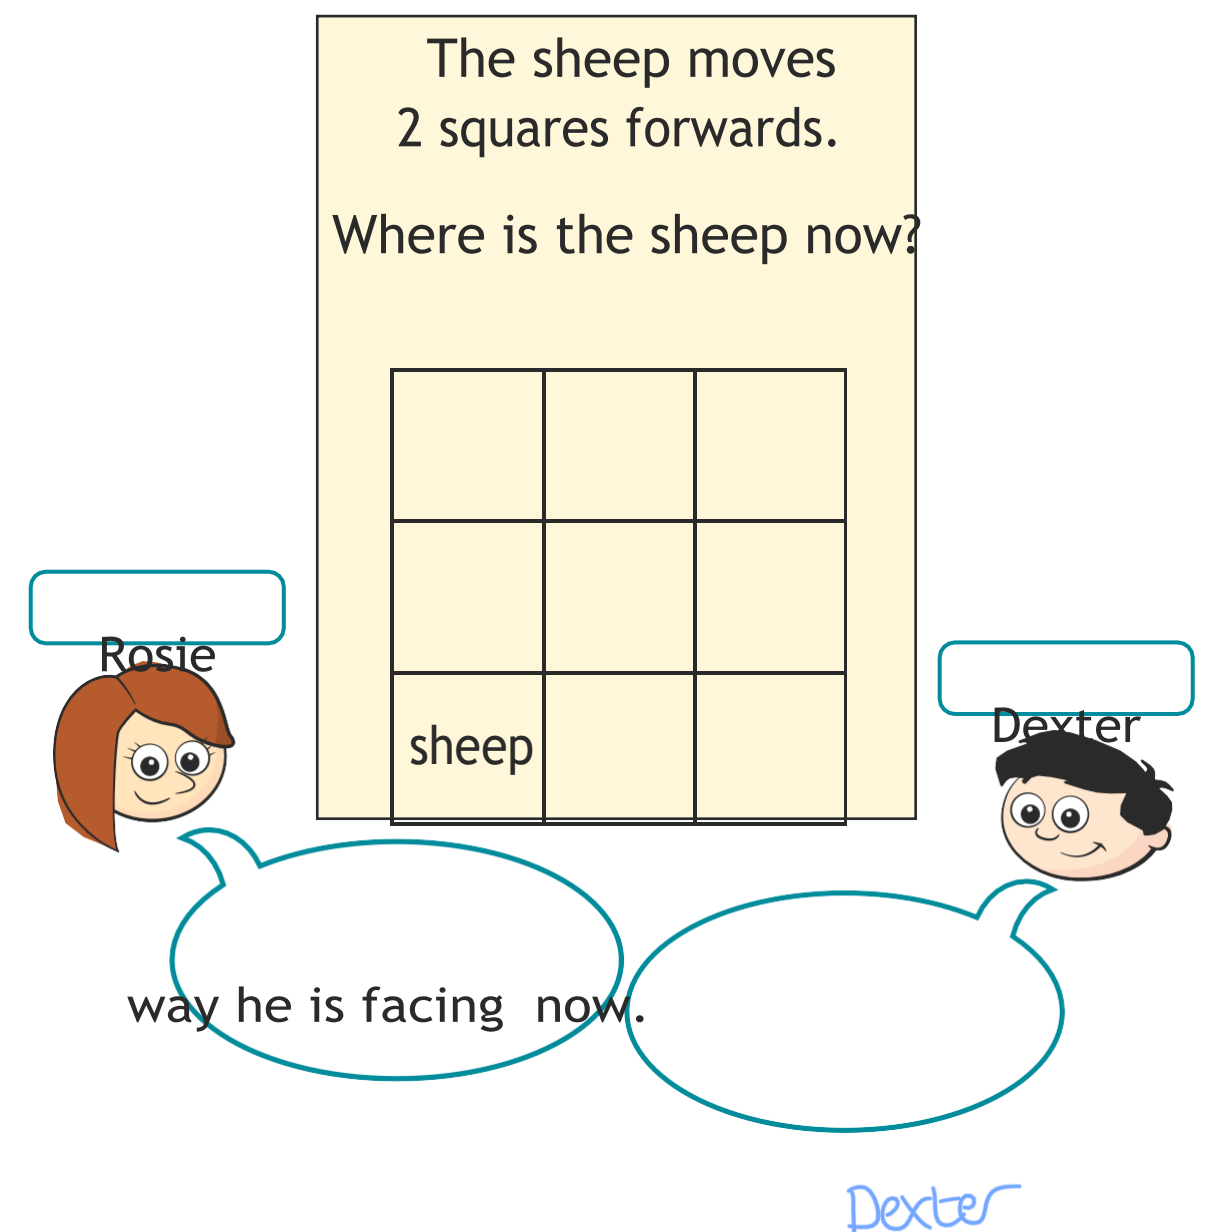 The sheep moves
2 squares forwards.
Where is the sheep now?
Rosie
Dexter
sheep
way he is facing now.
Dexter